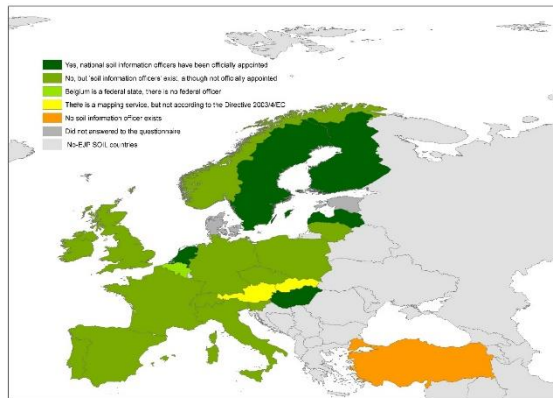 Yes, national soil information officers have been officially appointed
No, but 'soil information officers' exist, although not officially appointed
Belgium is a federal state, there is no federal officer
There is a mapping service, but not according to the Directive 2003/4/EC
No soil information officer exists
Did not answered to the questionnaire
No-EJP SOIL countries